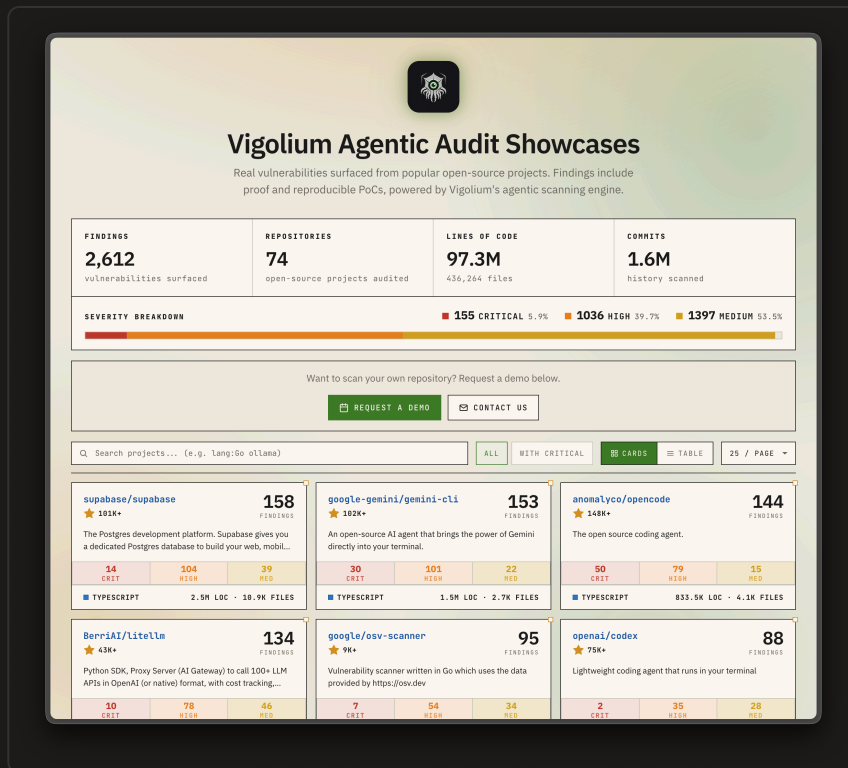 Vigolium Agentic Audit Showcases
Real vulnerabilities surfaced from popular open-source projects. Findings include
proof and reproducible PoCs, powered by Vigolium's agentic scanning engine.
FINDINGS
2,612
vulnerabilities surfaced
REPOSITORIES
74
open-source projects audited
LINES OF CODE
97.3M
436,264 files
COMMITS
1.6M
history scanned
SEVERITY BREAKDOWN
155 CRITICAL 5.9% 1036 HIGH 39.7% 1397 MEDIUM 53.5%
Want to scan your own repository? Request a demo below.
REQUEST A DEMO CONTACT US
Search projects... (e.g. lang:Go ollama) ALL WITH CRITICAL CARDS TABLE 25 / PAGE
supabase/supabase
101K+
158
FINDINGS
The Postgres development platform. Supabase gives you
a dedicated Postgres database to build your web, mobil...
14 104 39
CRIT HIGH MED
TYPESCRIPT 2.5M LOC · 10.9K FILES
google-gemini/gemini-cli
102K+
153
FINDINGS
An open-source AI agent that brings the power of Gemini
directly into your terminal.
30 101 22
CRIT HIGH MED
TYPESCRIPT 1.5M LOC · 2.7K FILES
anomalyco/opencode
148K+
144
FINDINGS
The open source coding agent.
50 79 15
CRIT HIGH MED
TYPESCRIPT 833.5K LOC · 4.1K FILES
BerriAI/litellm
43K+
134
FINDINGS
Python SDK, Proxy Server (AI Gateway) to call 100+ LLM
APIs in OpenAI (or native) format, with cost tracking,...
10 78 46
CRIT HIGH MED
google/osv-scanner
9K+
95
FINDINGS
Vulnerability scanner written in Go which uses the data
provided by https://osv.dev
7 54 34
CRIT HIGH MED
openai/codex
75K+
88
FINDINGS
Lightweight coding agent that runs in your terminal
2 35 28
CRIT HIGH MED